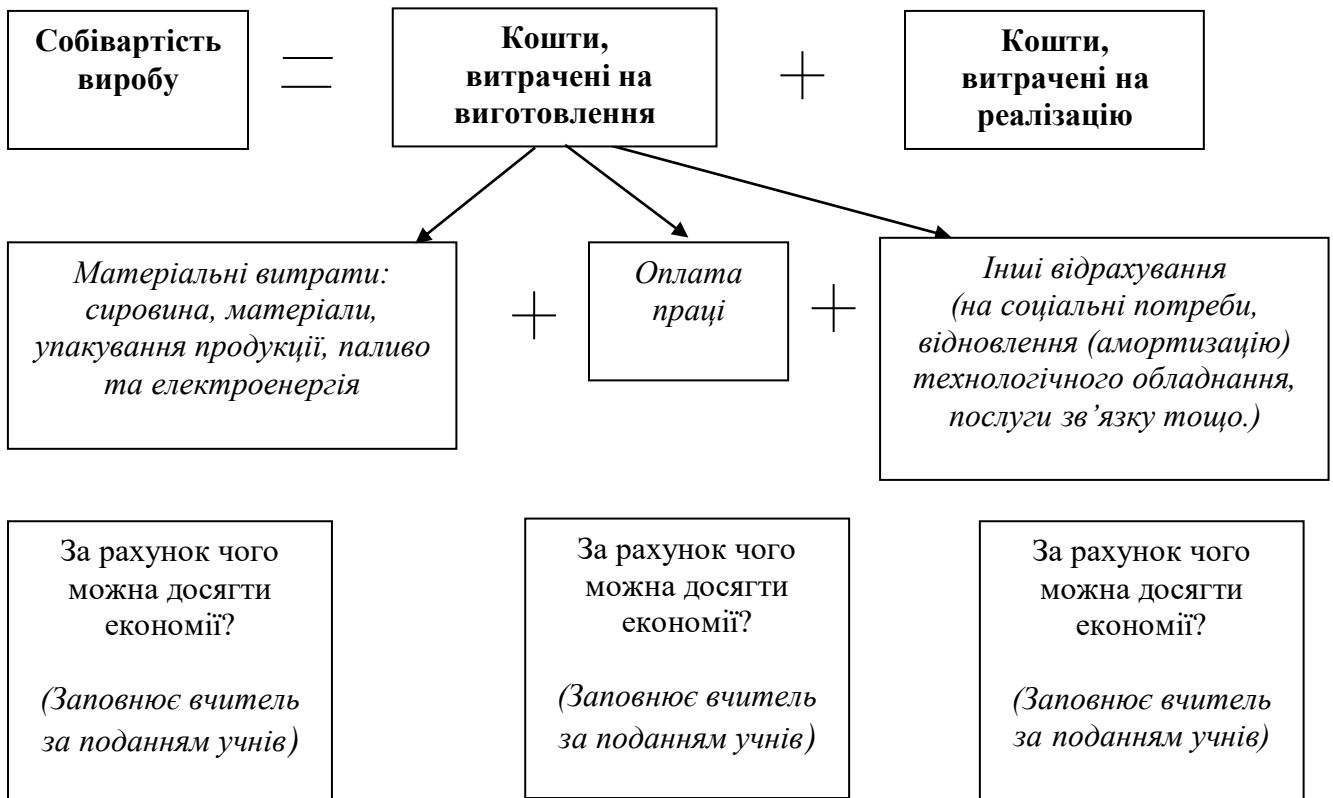 Собівартість
виробу
=
Кошти,
витрачені на
виготовлення
+
Кошти,
витрачені на
реалізацію
Матеріальні витрати:
сировина, матеріали,
упакування продукції, паливо
та електроенергія
+
Оплата
праці
+
Інші відрахування
(на соціальні потреби,
відновлення (амортизацію)
технологічного обладнання,
послуги зв’язку тощо.)
За рахунок чого
можна досягти
економії?
(Заповнює вчитель
за поданням учнів)
За рахунок чого
можна досягти
економії?
(Заповнює вчитель
за поданням учнів)
За рахунок чого
можна досягти
економії?
(Заповнює вчитель
за поданням учнів)